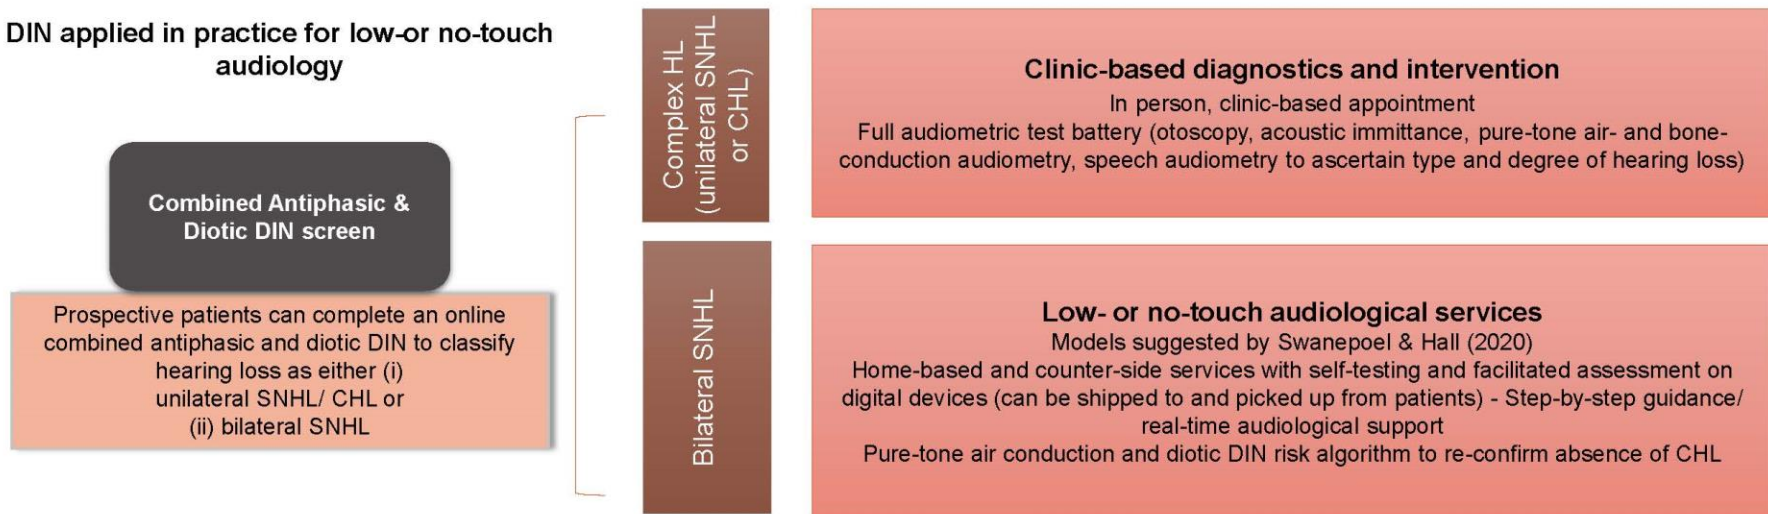 DIN applied in practice for low-or no-touch
audiology
Combined Antiphasic &
Diotic DIN screen
Prospective patients can complete an online
combined antiphasic and diotic DIN to classify
hearing loss as either (i)
unilateral SNHL/ CHL or
(ii) bilateral SNHL
Complex HL
(unilateral SNHL
or CHL)
Clinic-based diagnostics and intervention
In person, clinic-based appointment
Full audiometric test battery (otoscopy, acoustic immittance, pure-tone air- and bone-
conduction audiometry, speech audiometry to ascertain type and degree of hearing loss)
Bilateral SNHL
Low- or no-touch audiological services
Models suggested by Swanepoel & Hall (2020)
Home-based and counter-side services with self-testing and facilitated assessment on
digital devices (can be shipped to and picked up from patients) - Step-by-step guidance/
real-time audiological support
Pure-tone air conduction and diotic DIN risk algorithm to re-confirm absence of CHL